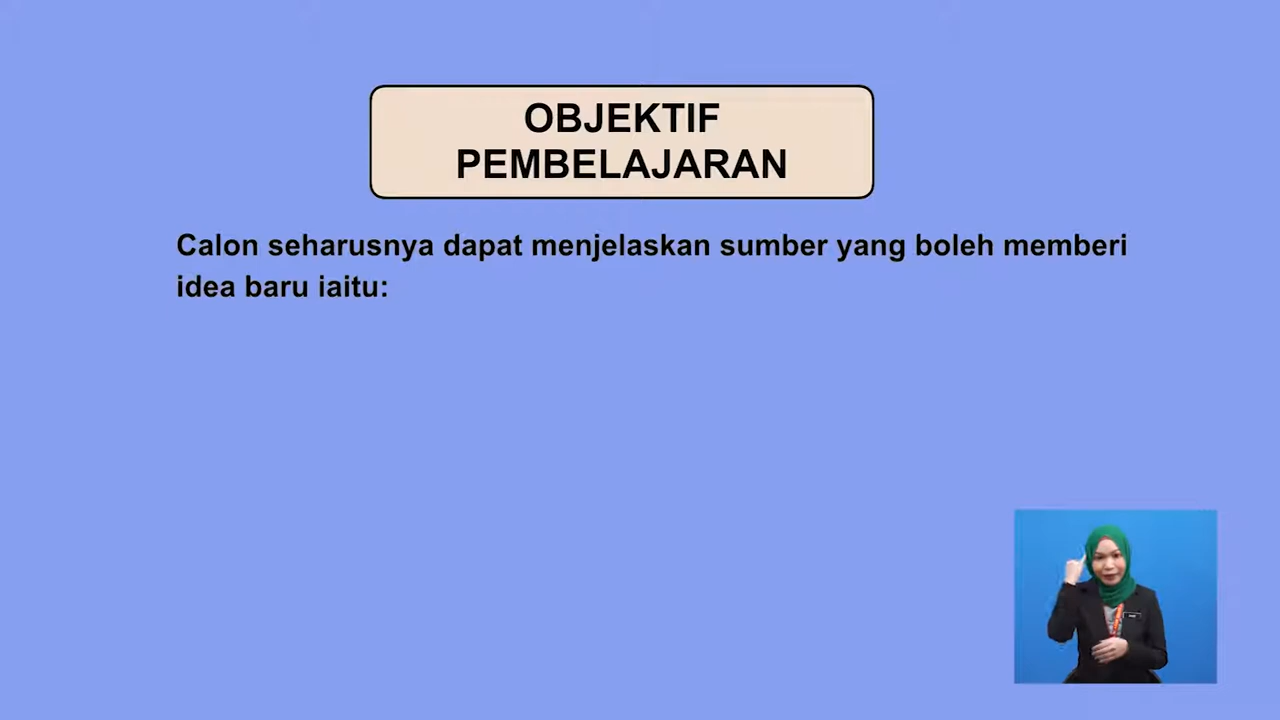 OBJEKTIF
PEMBELAJARAN
Calon seharusnya dapat menjelaskan sumber yang boleh memberi
idea baru iaitu: